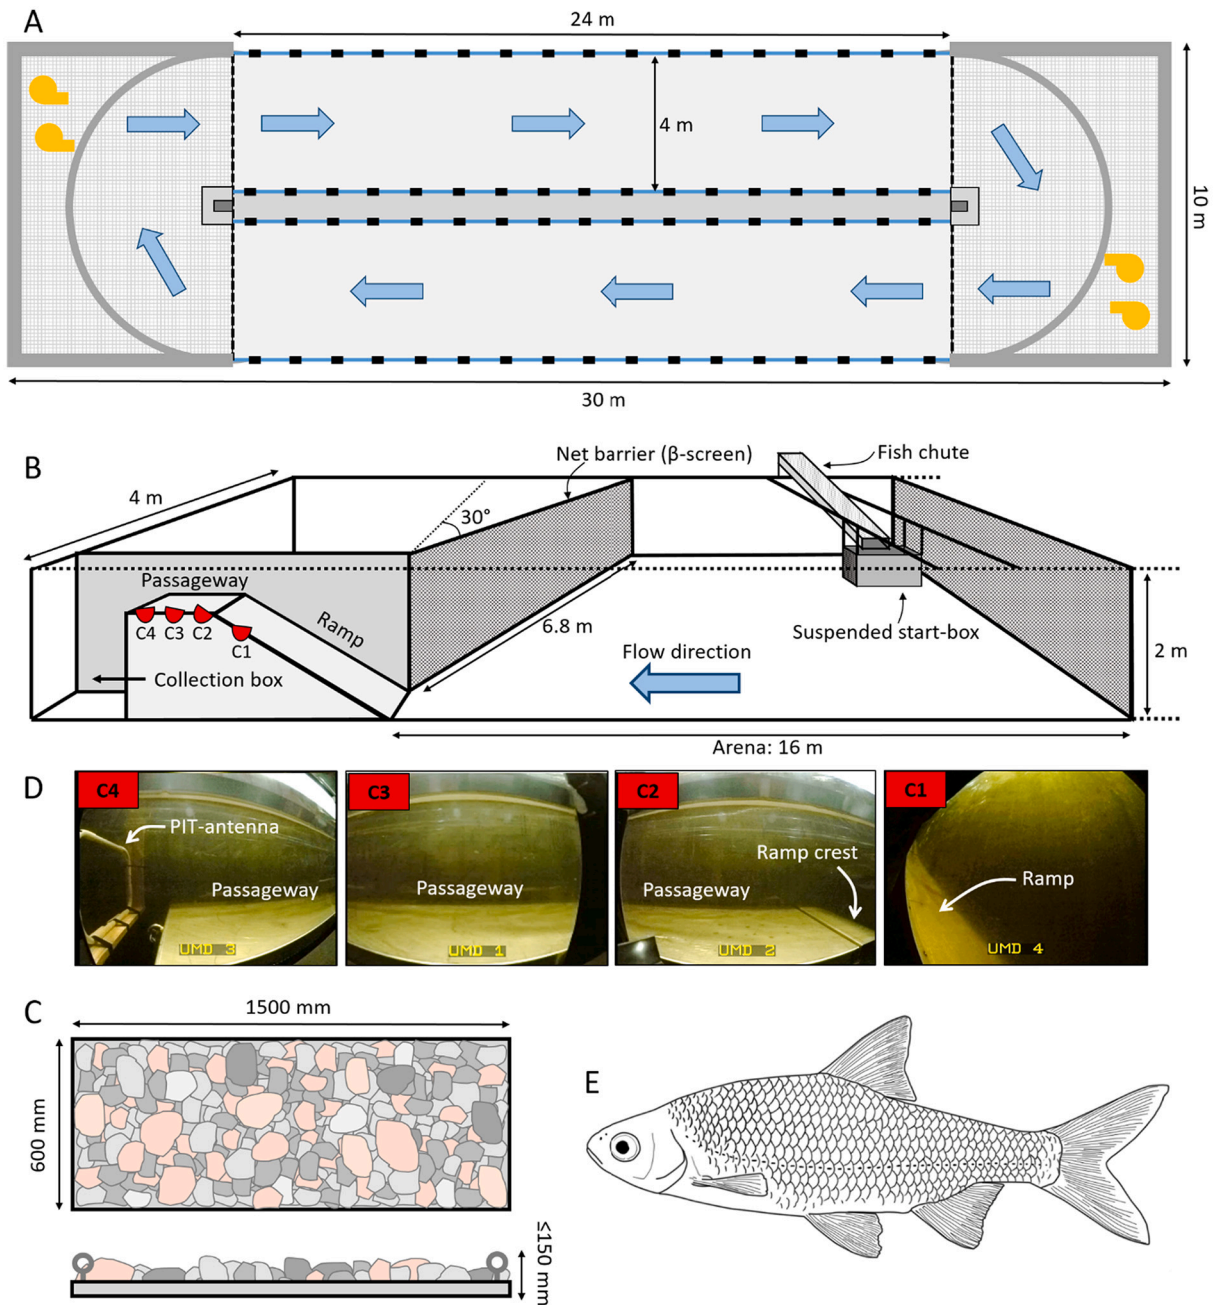 A
24 m
4 m
10 m
30 m
B
Net barrier (β-screen)
Fish chute
4 m
30°
Passageway
Ramp
C4
C3
C2
C1
6.8 m
Suspended start-box
Collection box
Flow direction
2 m
Arena: 16 m
D
C4
C3
C2
C1
PIT-antenna
Passageway
UMD 3
Passageway
UMD 1
Ramp crest
Passageway
UMD 2
Ramp
UMD 4
C
1500 mm
600 mm
≤150 mm
E